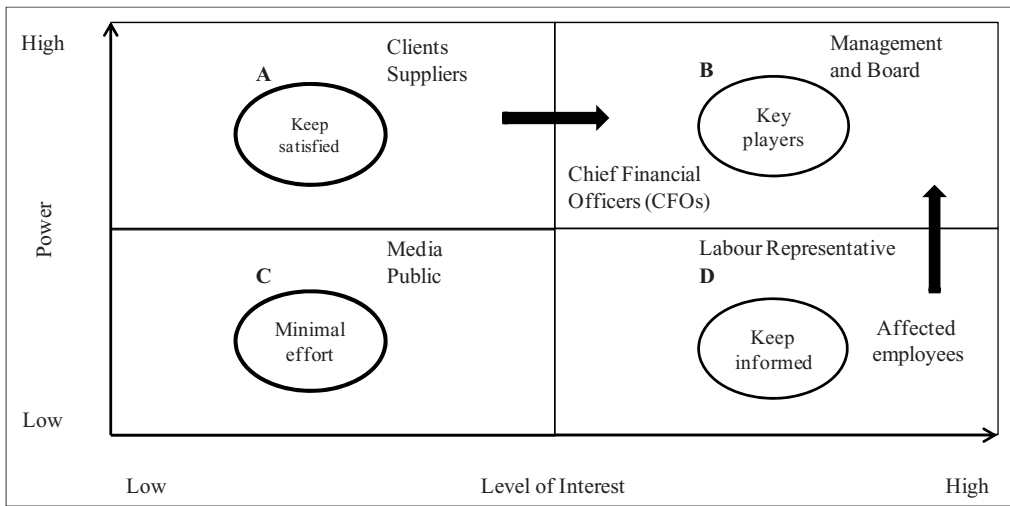 High
A
Clients
Suppliers
Keep
satisfied
B
Management
and Board
Key
players
Chief Financial
Officers (CFOs)
Power
C
Media
Public
Minimal
effort
Labour Representative
D
Keep
informed
Affected
employees
Low
Low
Level of Interest
High